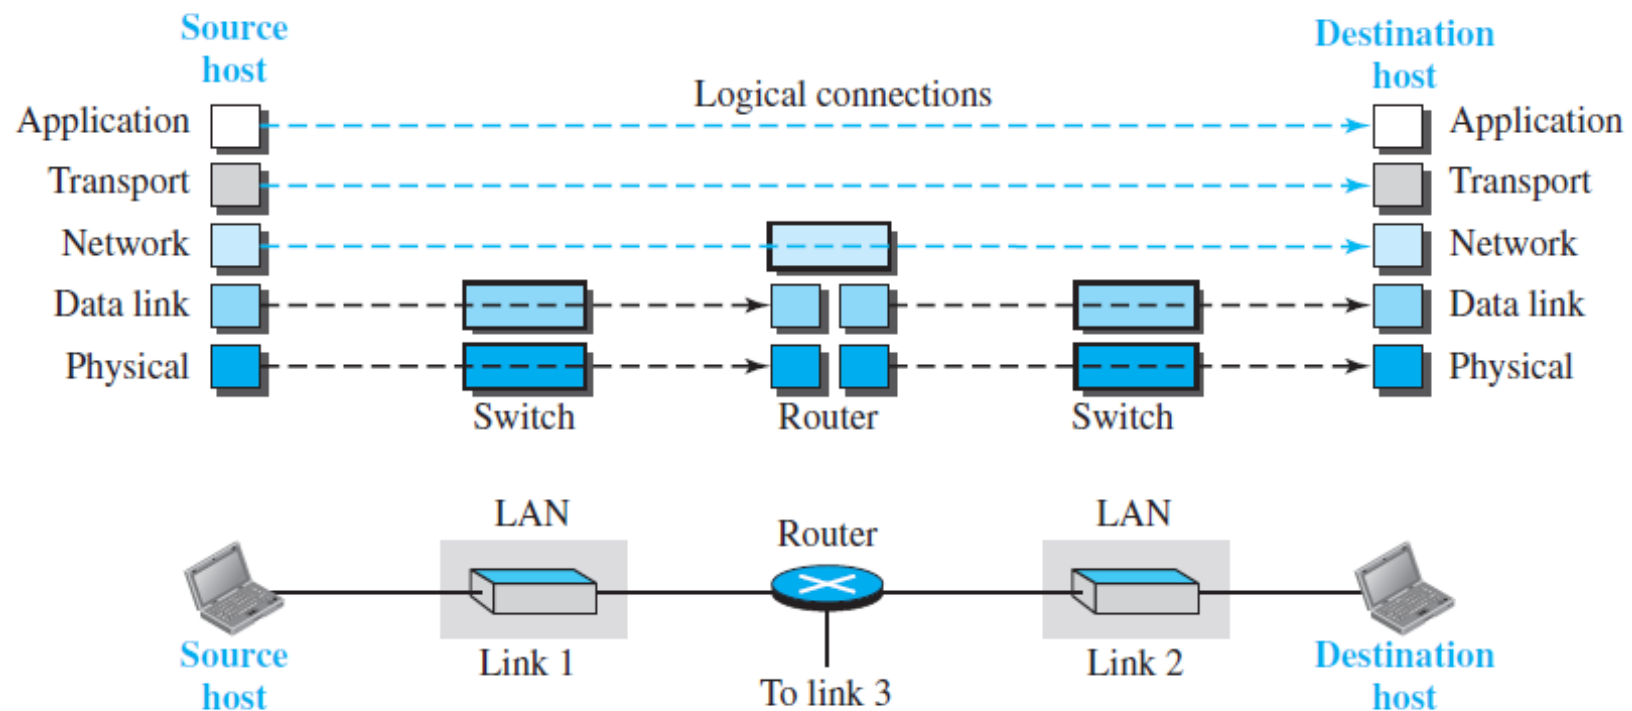 Source
host
Destination
host
Logical connections
Application
Application
Transport
Transport
Network
Network
Data link
Data link
Physical
Physical
Switch
Router
Switch
LAN
Router
LAN
Source
host
Link 1
To link 3
Link 2
Destination
host